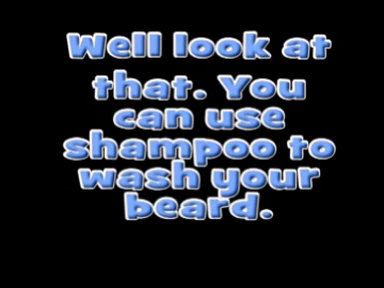 Well look at
that. You
can use
shampoo to
wash your
beard.